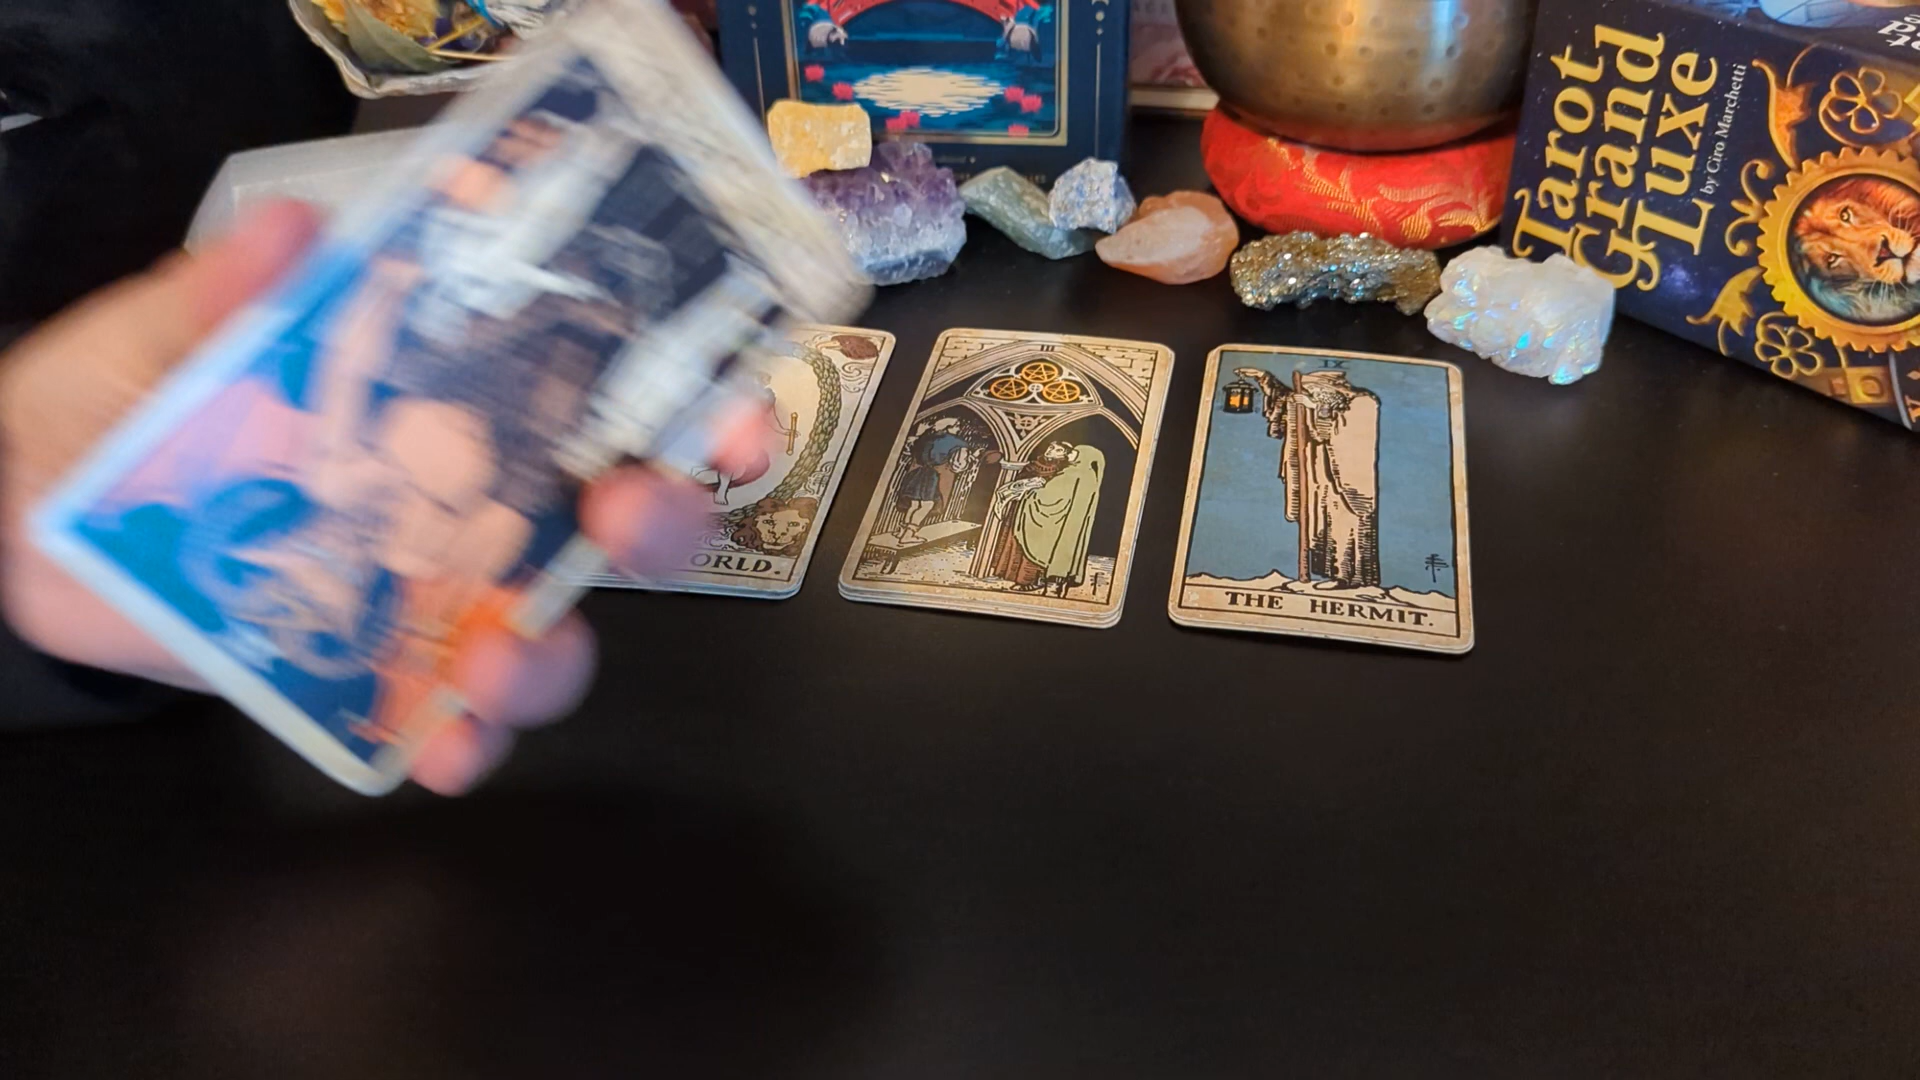 Tarot
Grand
Luxe
by Ciro Marchetti
III
IX
ORLD.
THE HERMIT.